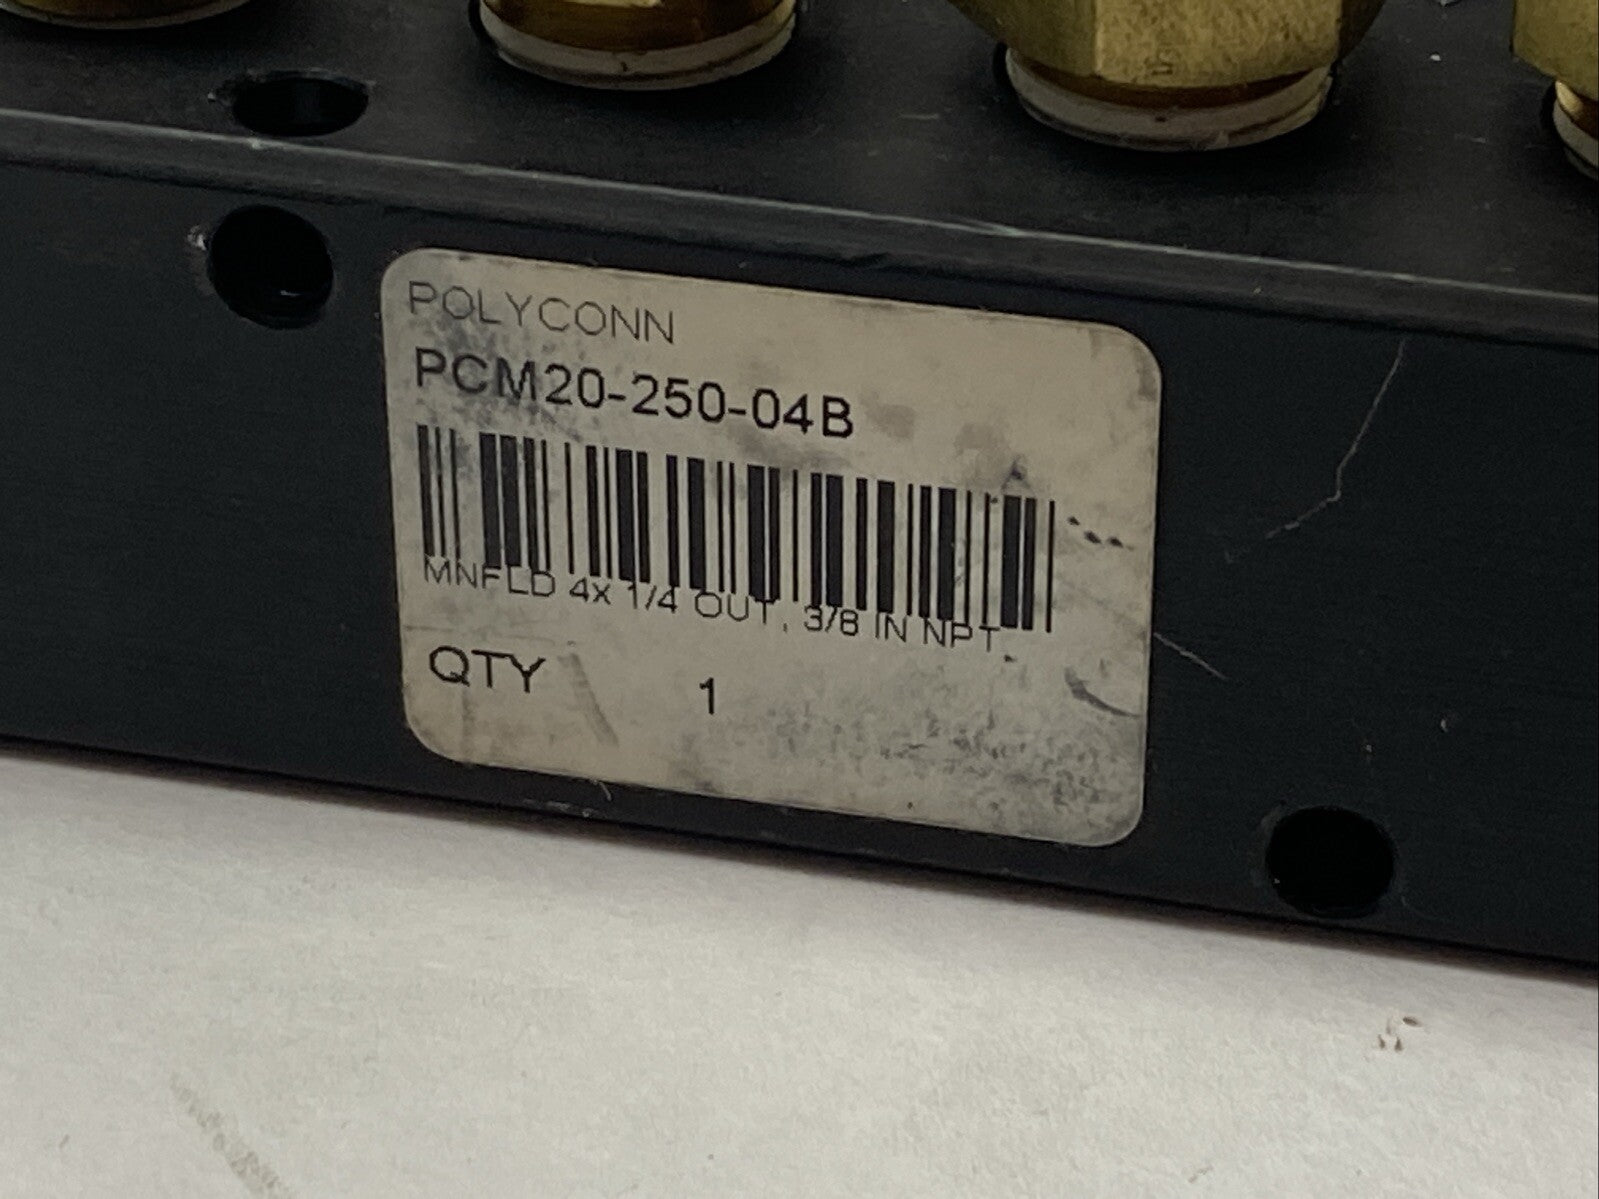 POLYCONN
PCM20-250-04B
MNFLD 4X 1/4 OUT, 3/8 IN NPT
QTY 1